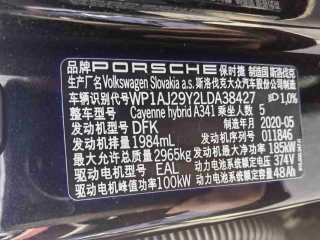 品牌 PORSCHE 保时捷 制造国 斯洛伐克
生产厂名 Volkswagen Slovakia a.s. 斯洛伐克大众汽车股份公司制造
车辆识别代号 WP1AJ29Y2LDA38427 1,0%
整车型号 Cayenne hybrid A341 乘坐人数 5
发动机型号 DFK 制造年月 2020-05
发动机排量 1984mL 发动机序号 011846
最大允许总质量 2965kg 发动机最大净功率 185kW
驱动电机型号 EAL 动力电池系统额定电压 374V
驱动电机峰值功率 100kW 动力电池系统额定容量 48Ah